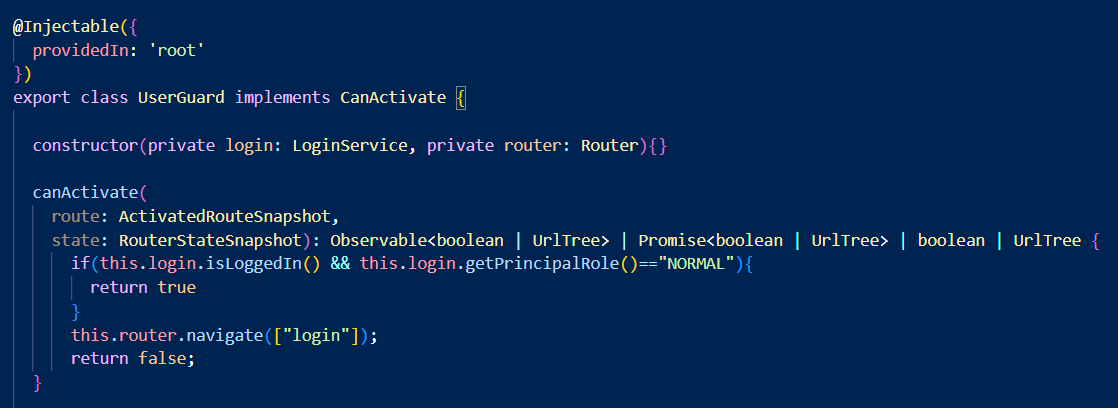 @Injectable({
providedIn: 'root'
})
export class UserGuard implements CanActivate {
constructor(private login: LoginService, private router: Router){}
canActivate(
route: ActivatedRouteSnapshot,
state: RouterStateSnapshot): Observable<boolean | UrlTree> | Promise<boolean | UrlTree> | boolean | UrlTree {
if(this.login.isLoggedIn() && this.login.getPrincipalRole()=="NORMAL"){
return true
}
this.router.navigate(["login"]);
return false;
}